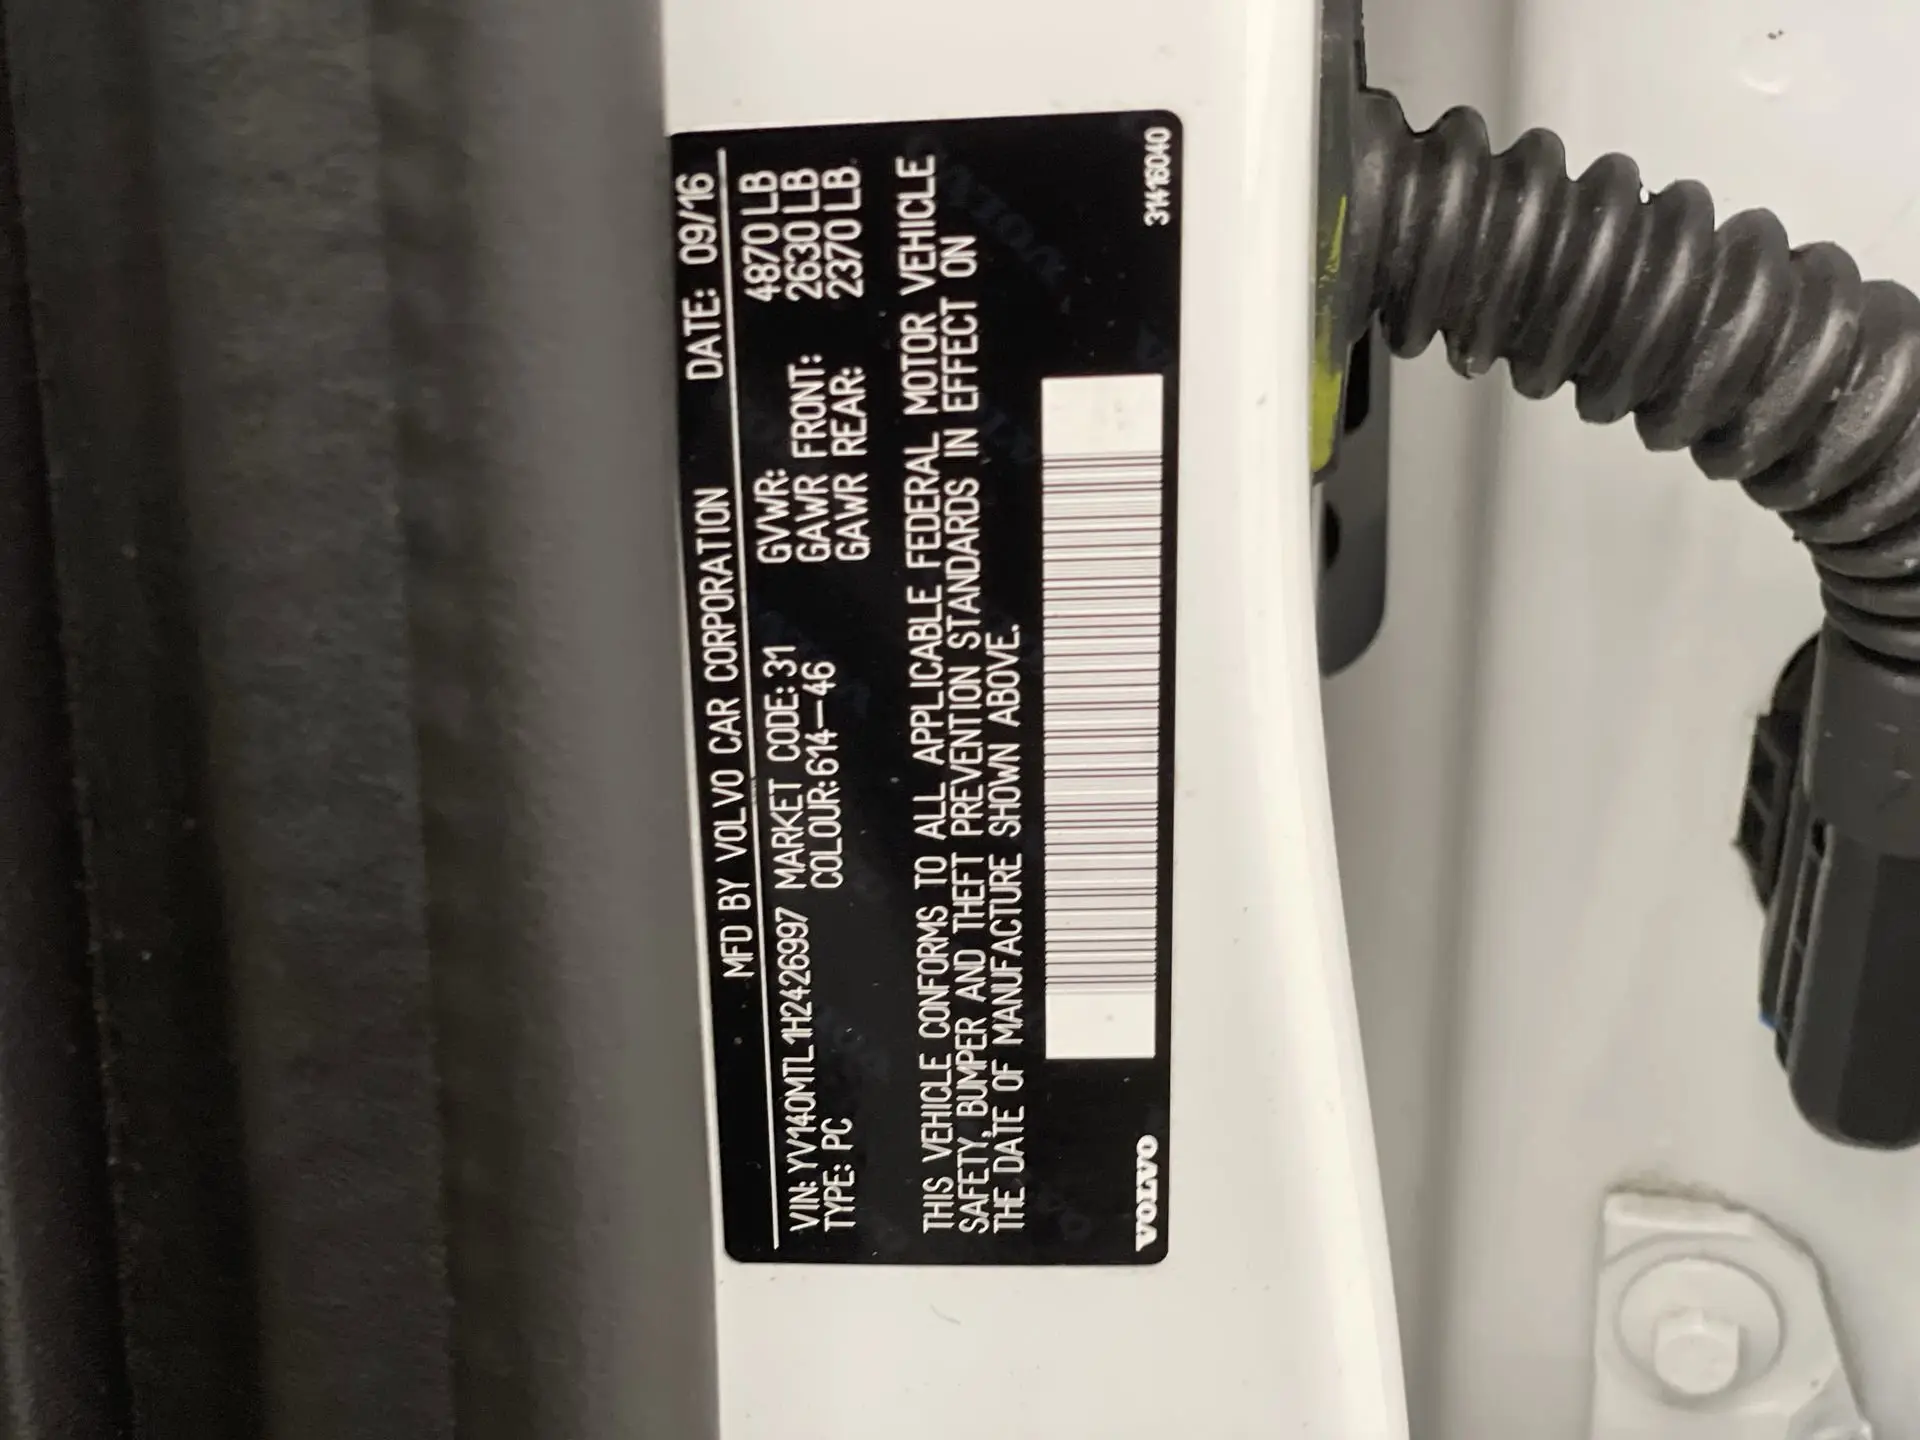 MFD BY VOLVO CAR CORPORATION DATE: 09/16
VIN: YV140MTL1H2426997 MARKET CODE: 31 GVWR: 4870 LB
TYPE: PC COLOUR: 614-46 GAWR FRONT: 2630 LB
GAWR REAR: 2370 LB
THIS VEHICLE CONFORMS TO ALL APPLICABLE FEDERAL MOTOR VEHICLE
SAFETY, BUMPER AND THEFT PREVENTION STANDARDS IN EFFECT ON
THE DATE OF MANUFACTURE SHOWN ABOVE.
VOLVO 31416040